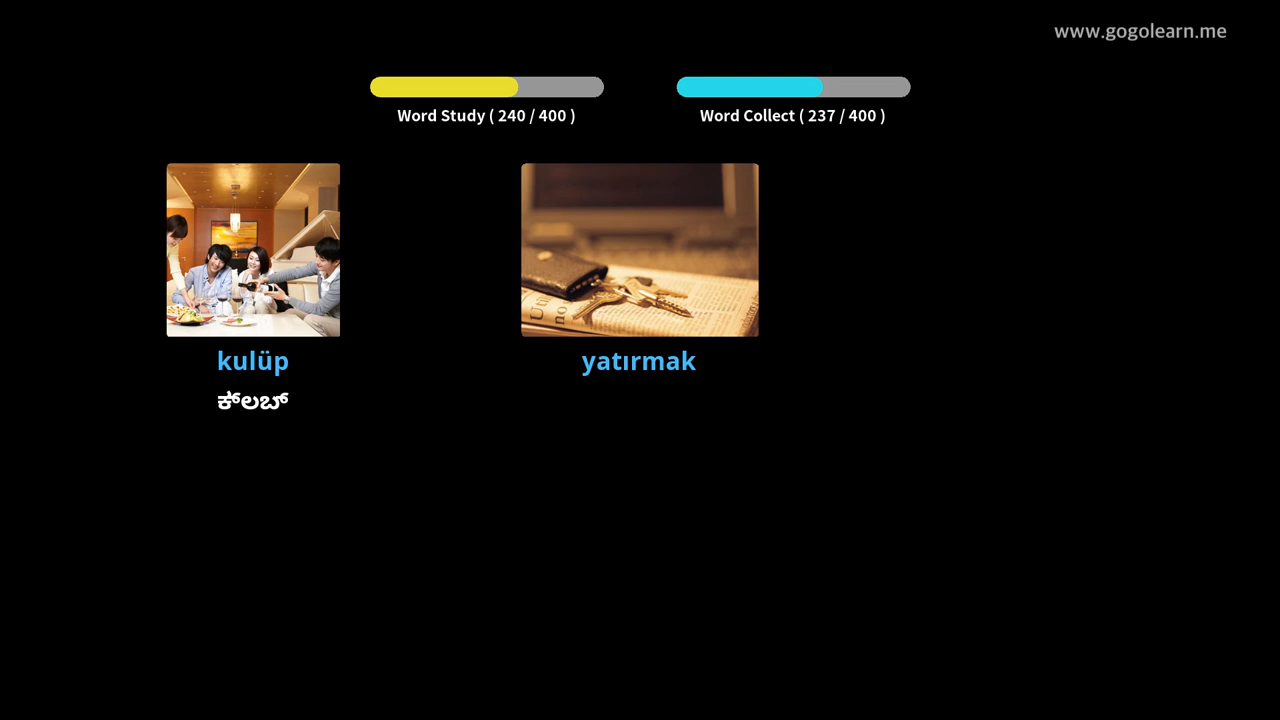 www.gogolearn.me
Word Study ( 240 / 400 )
Word Collect ( 237 / 400 )
kulüp
ಕ್ಲಬ್
yatırmak